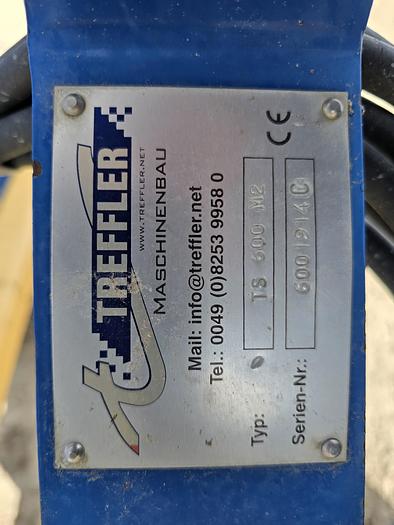 TREFFLER
WWW.TREFFLER.NET
MASCHINENBAU
Mail: info@treffler.net
Tel.: 0049 (0)8253 9958 0
Typ: TS 600 M2
Serien-Nr.:
CE